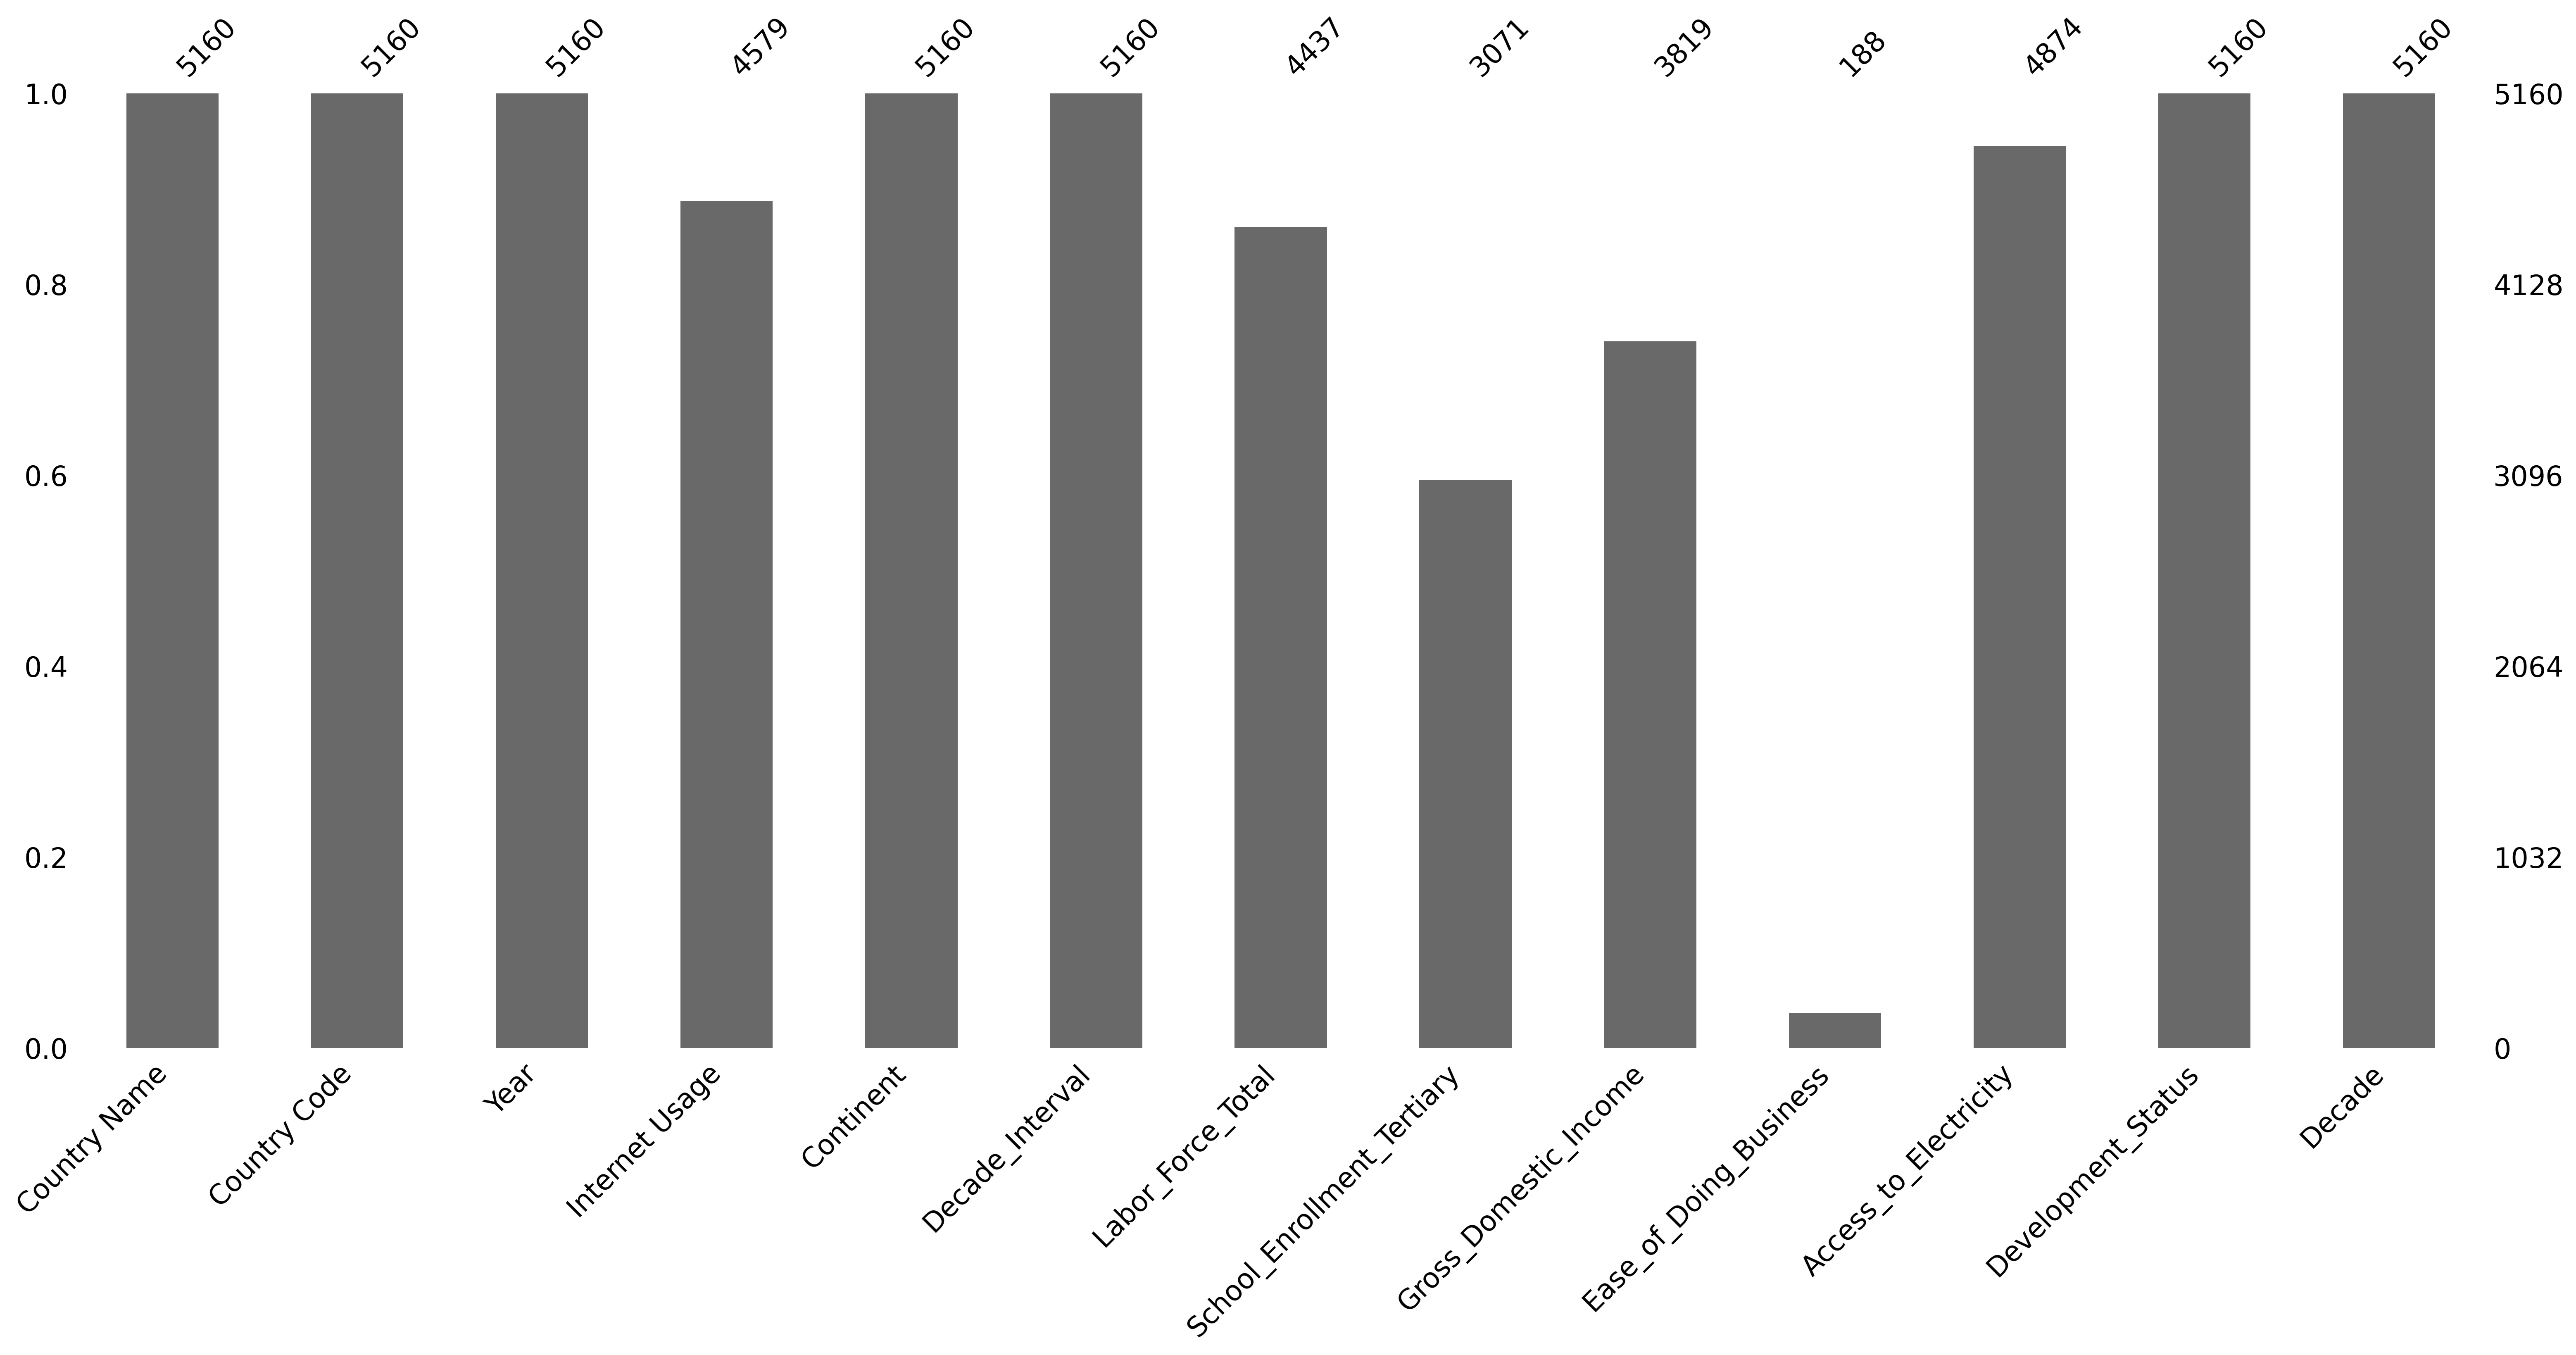 5160
5160
5160
4579
5160
5160
4437
3071
3819
188
4874
5160
5160
1.0
5160
0.8
4128
0.6
3096
0.4
2064
0.2
1032
0.0
0
Country Name
Country Code
Year
Internet Usage
Continent
Decade_Interval
Labor_Force_Total
School_Enrollment_Tertiary
Gross_Domestic_Income
Ease_of_Doing_Business
Access_to_Electricity
Development_Status
Decade